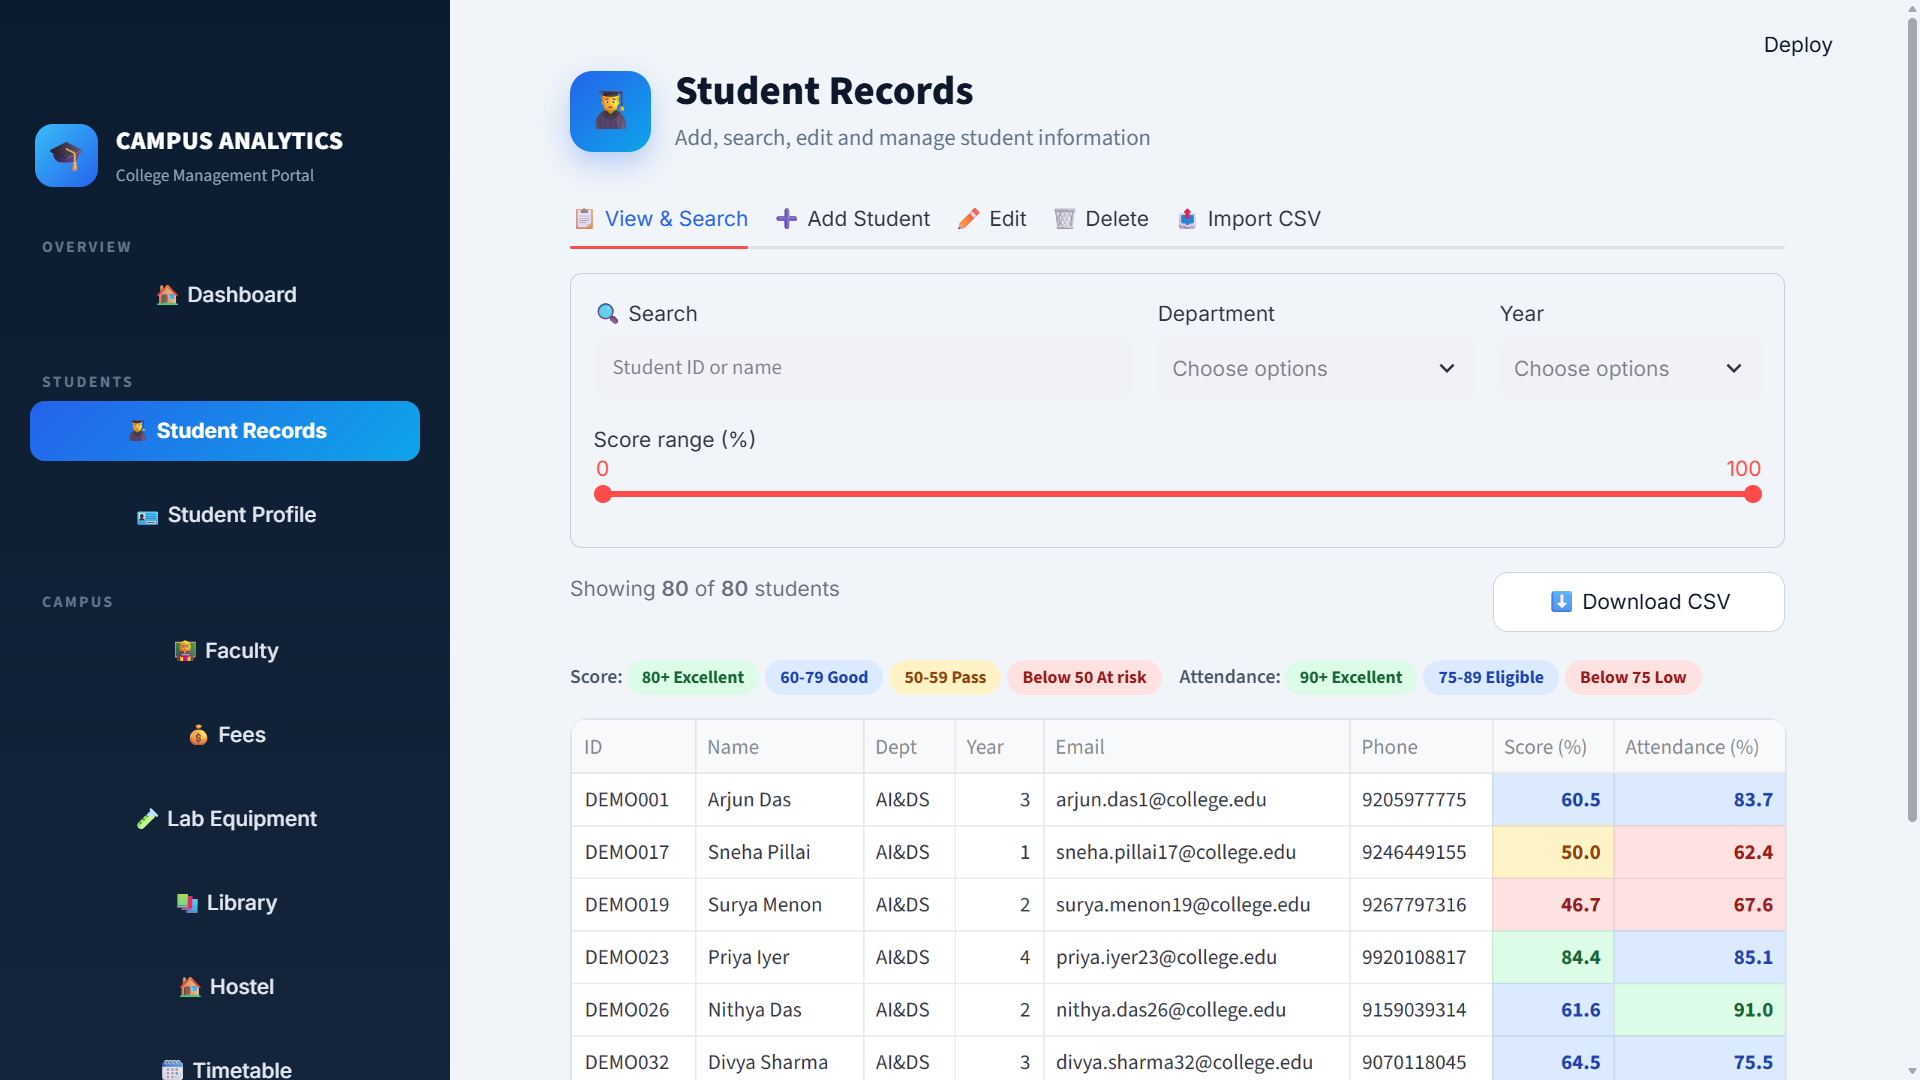 Deploy
CAMPUS ANALYTICS
College Management Portal
OVERVIEW
Dashboard
STUDENTS
Student Records
Student Profile
CAMPUS
Faculty
Fees
Lab Equipment
Library
Hostel
Timetable
Student Records
Add, search, edit and manage student information
View & Search Add Student Edit Delete Import CSV
Search Department Year
Student ID or name Choose options Choose options
Score range (%)
0 100
Showing 80 of 80 students
Download CSV
Score: 80+ Excellent 60-79 Good 50-59 Pass Below 50 At risk Attendance: 90+ Excellent 75-89 Eligible Below 75 Low
ID Name Dept Year Email Phone Score (%) Attendance (%)
DEMO001 Arjun Das AI&DS 3 arjun.das1@college.edu 9205977775 60.5 83.7
DEMO017 Sneha Pillai AI&DS 1 sneha.pillai17@college.edu 9246449155 50.0 62.4
DEMO019 Surya Menon AI&DS 2 surya.menon19@college.edu 9267797316 46.7 67.6
DEMO023 Priya Iyer AI&DS 4 priya.iyer23@college.edu 9920108817 84.4 85.1
DEMO026 Nithya Das AI&DS 2 nithya.das26@college.edu 9159039314 61.6 91.0
DEMO032 Divya Sharma AI&DS 3 divya.sharma32@college.edu 9070118045 64.5 75.5